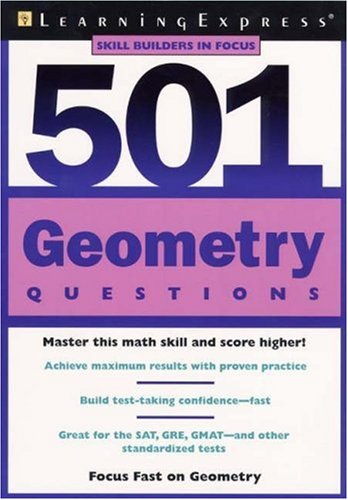 LEARNINGEXPRESS®
SKILL BUILDERS IN FOCUS
501
Geometry
QUESTIONS
Master this math skill and score higher!
Achieve maximum results with proven practice
Build test-taking confidence—fast
Great for the SAT, GRE, GMAT—and other
standardized tests
Focus Fast on Geometry